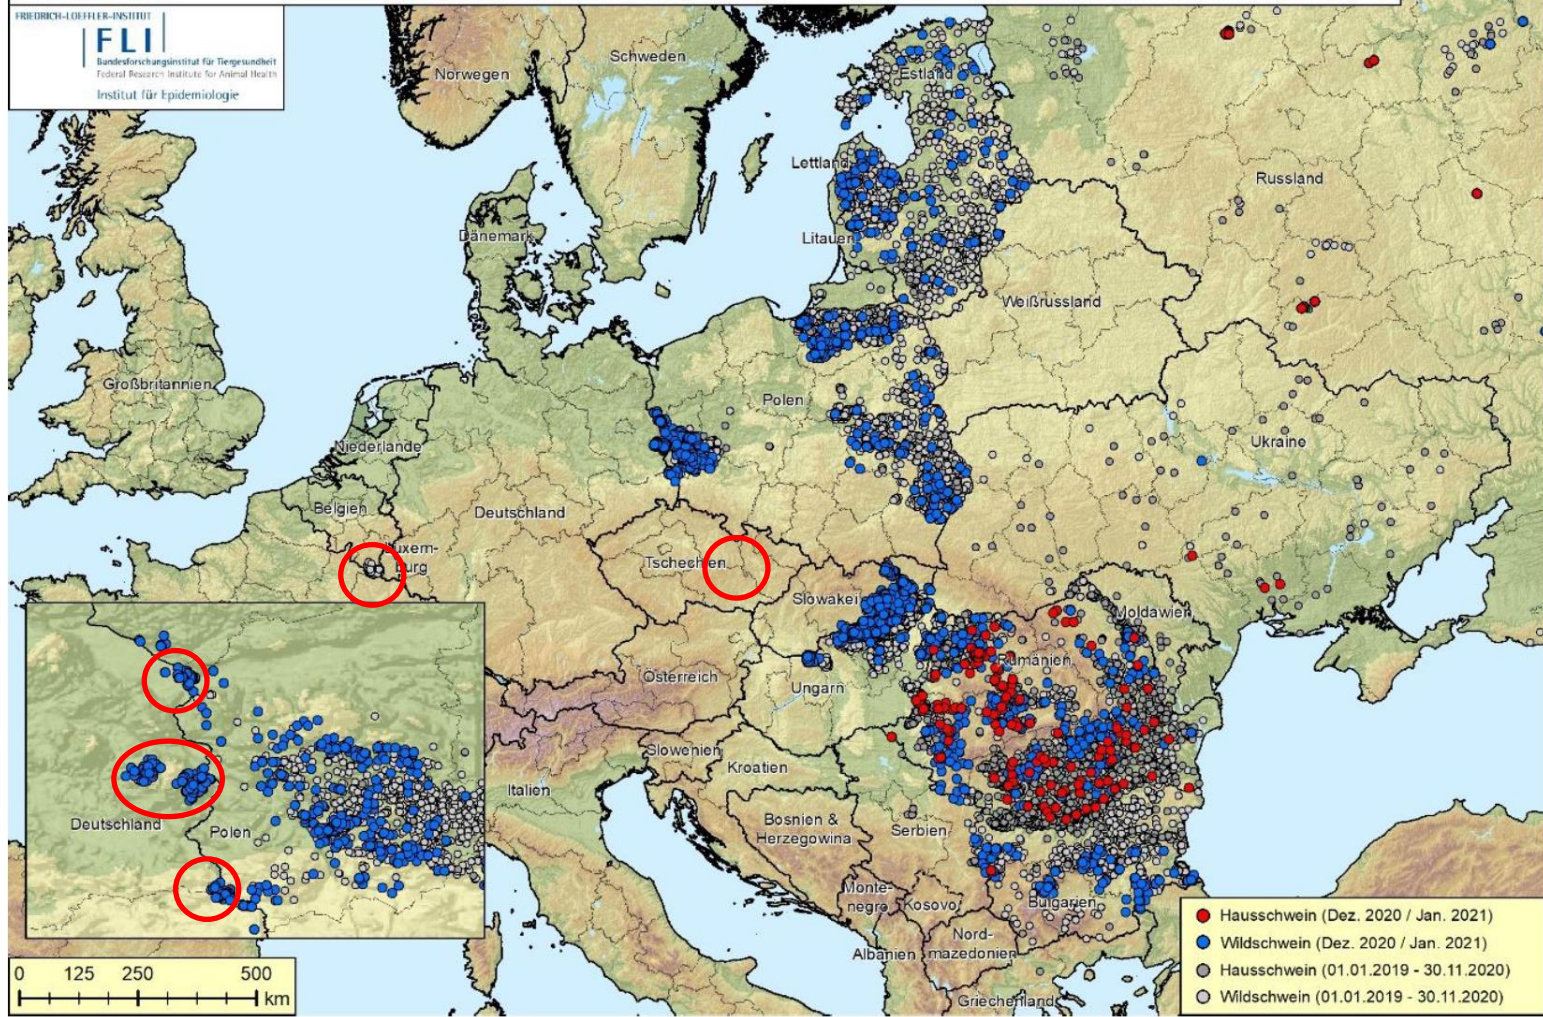 FRIEDRICH-LOEFFLER-INSTITUT
FLI
Bundesforschungsinstitut für Tiergesundheit
Federal Research Institute for Animal Health
Institut für Epidemiologie
Norwegen
Schweden
Estland
Lettland
Russland
Dänemark
Litauen
Weißrussland
Großbritannien
Polen
Niederlande
Ukraine
Belgien
Deutschland
Luxem-
burg
Tschechien
Slowakei
Moldawien
Rumänien
Österreich
Ungarn
Slowenien
Kroatien
Italien
Bosnien &
Herzegowina
Serbien
Deutschland
Polen
Monte-
negro
Kosovo
Bulgarien
Nord-
mazedonien
Albanien
Griechenland
0 125 250 500
km
Hausschwein (Dez. 2020 / Jan. 2021)
Wildschwein (Dez. 2020 / Jan. 2021)
Hausschwein (01.01.2019 - 30.11.2020)
Wildschwein (01.01.2019 - 30.11.2020)